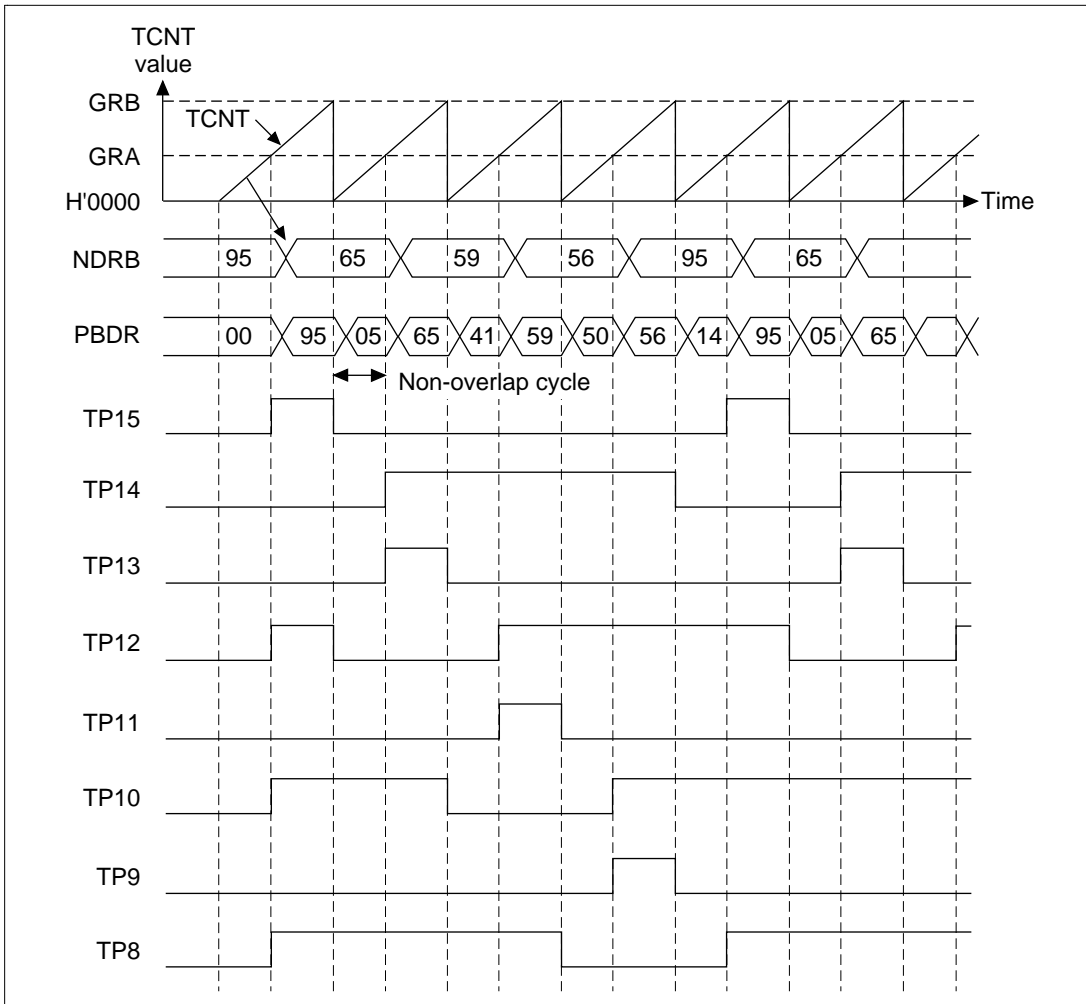 TCNT
value
GRB
TCNT
GRA
H'0000
Time
NDRB 95 65 59 56 95 65
PBDR 00 95 05 65 41 59 50 56 14 95 05 65
Non-overlap cycle
TP15
TP14
TP13
TP12
TP11
TP10
TP9
TP8